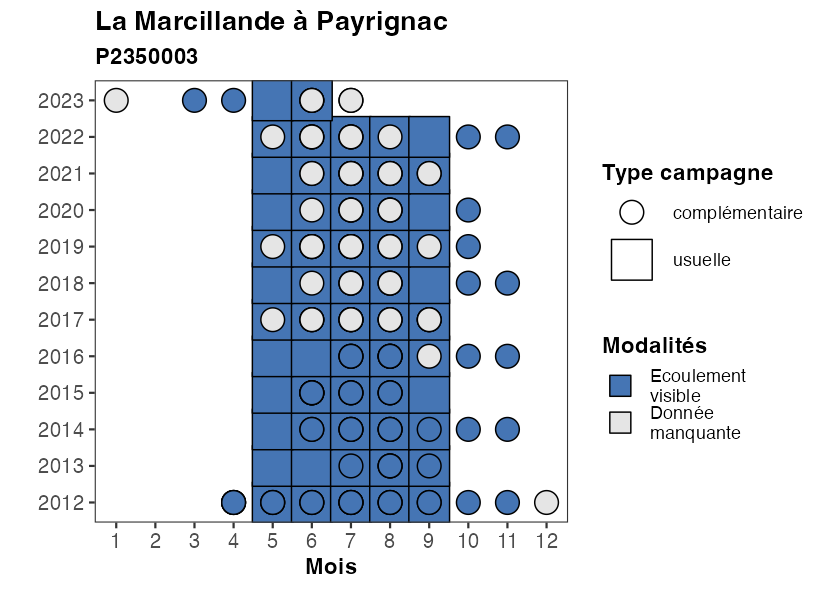 La Marcillande à Payrignac
P2350003
2023
2022
2021
2020
2019
2018
2017
2016
2015
2014
2013
2012
1 2 3 4 5 6 7 8 9 10 11 12
Mois
Type campagne
complémentaire
usuelle
Modalités
Ecoulement
visible
Donnée
manquante